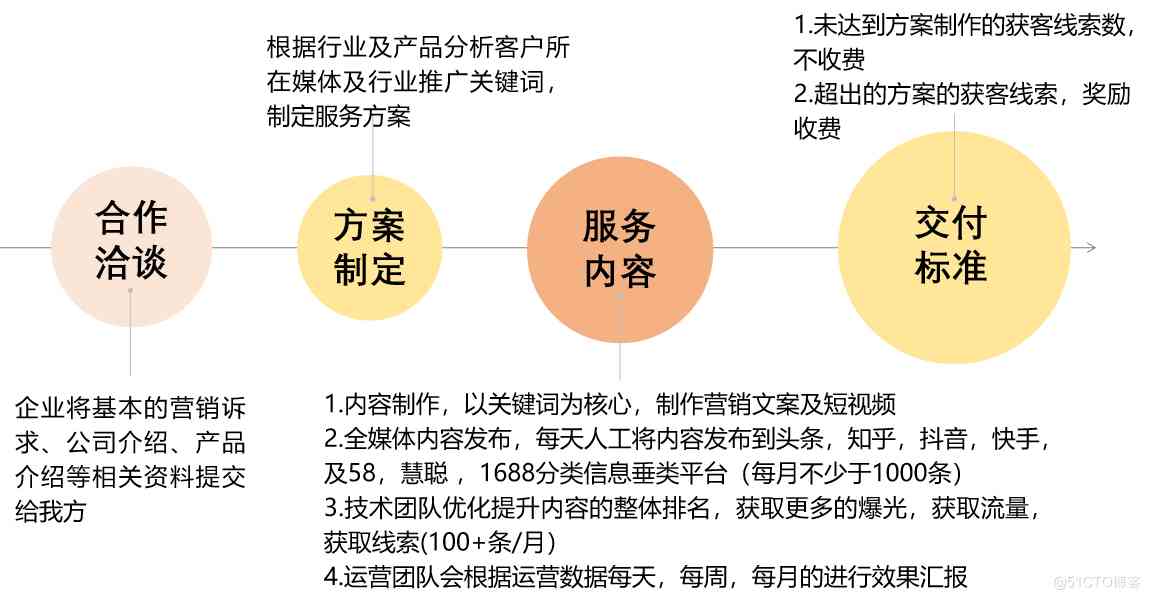 根据行业及产品分析客户所
在媒体及行业推广关键词，
制定服务方案
1.未达到方案制作的获客线索数，
不收费
2.超出的方案的获客线索，奖励
收费
合作
洽谈
方案
制定
服务
内容
交付
标准
企业将基本的营销诉
求、公司介绍、产品
介绍等相关资料提交
给我方
1.内容制作，以关键词为核心，制作营销文案及短视频
2.全媒体内容发布，每天人工将内容发布到头条，知乎，抖音，快手，
及58，慧聪 ，1688分类信息垂类平台（每月不少于1000条）
3.技术团队优化提升内容的整体排名，获取更多的爆光，获取流量，
获取线索(100+条/月）
4.运营团队会根据运营数据每天，每周，每月的进行效果汇报
@51CTO博客